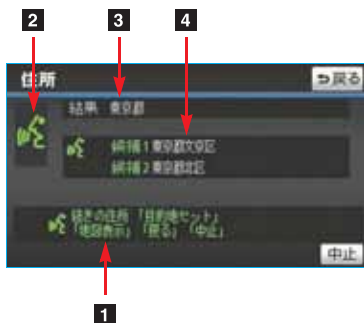 2 3 4
住所 戻る
結果 東京都
候補1 東京都文京区
候補2 東京都北区
続きの住所 「目的地セット」
「地図表示」 「戻る」 「中止」
中止
1